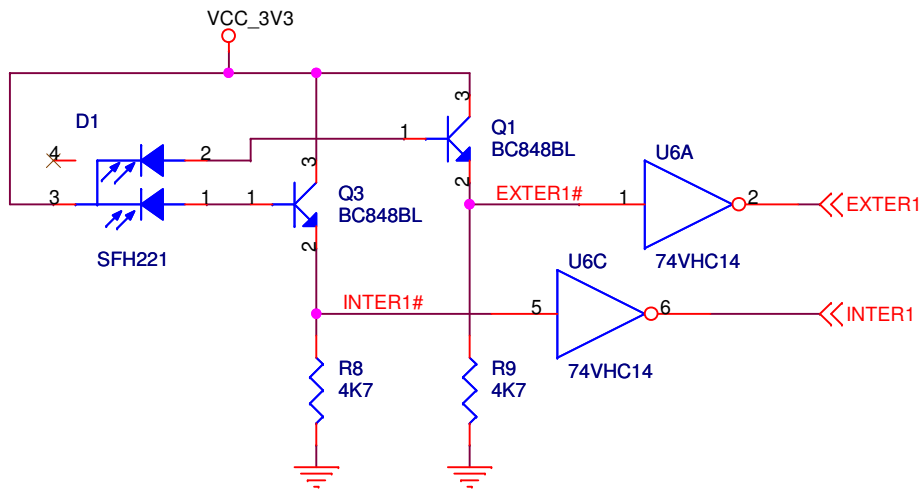 VCC_3V3
D1
4
3
2
1
SFH221
1
3
2
Q3
BC848BL
1
3
2
Q1
BC848BL
EXTER1#
U6A
1
2
74VHC14
EXTER1
INTER1#
U6C
5
6
74VHC14
INTER1
R8
4K7
R9
4K7